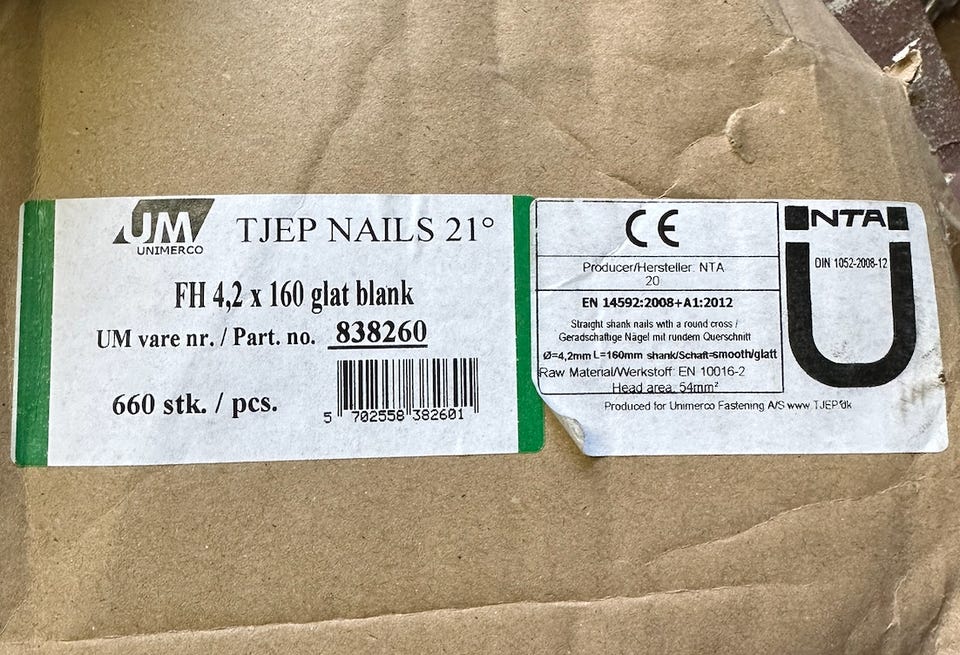 UM
UNIMERCO
TJEP NAILS 21°
FH 4,2 x 160 glat blank
UM vare nr. / Part. no. 838260
660 stk. / pcs.
5 702558 382601
CE
Producer/Hersteller: NTA
20
EN 14592:2008+A1:2012
Straight shank nails with a round cross /
Geradschaftige Nägel mit rundem Querschnitt
Ø=4,2mm L=160mm shank/Schaft=smooth/glatt
Raw Material/Werkstoff: EN 10016-2
Head area: 54mm²
Produced for Unimerco Fastening A/S www.TJEP.dk
NTA
DIN 1052-2008-12
Ü